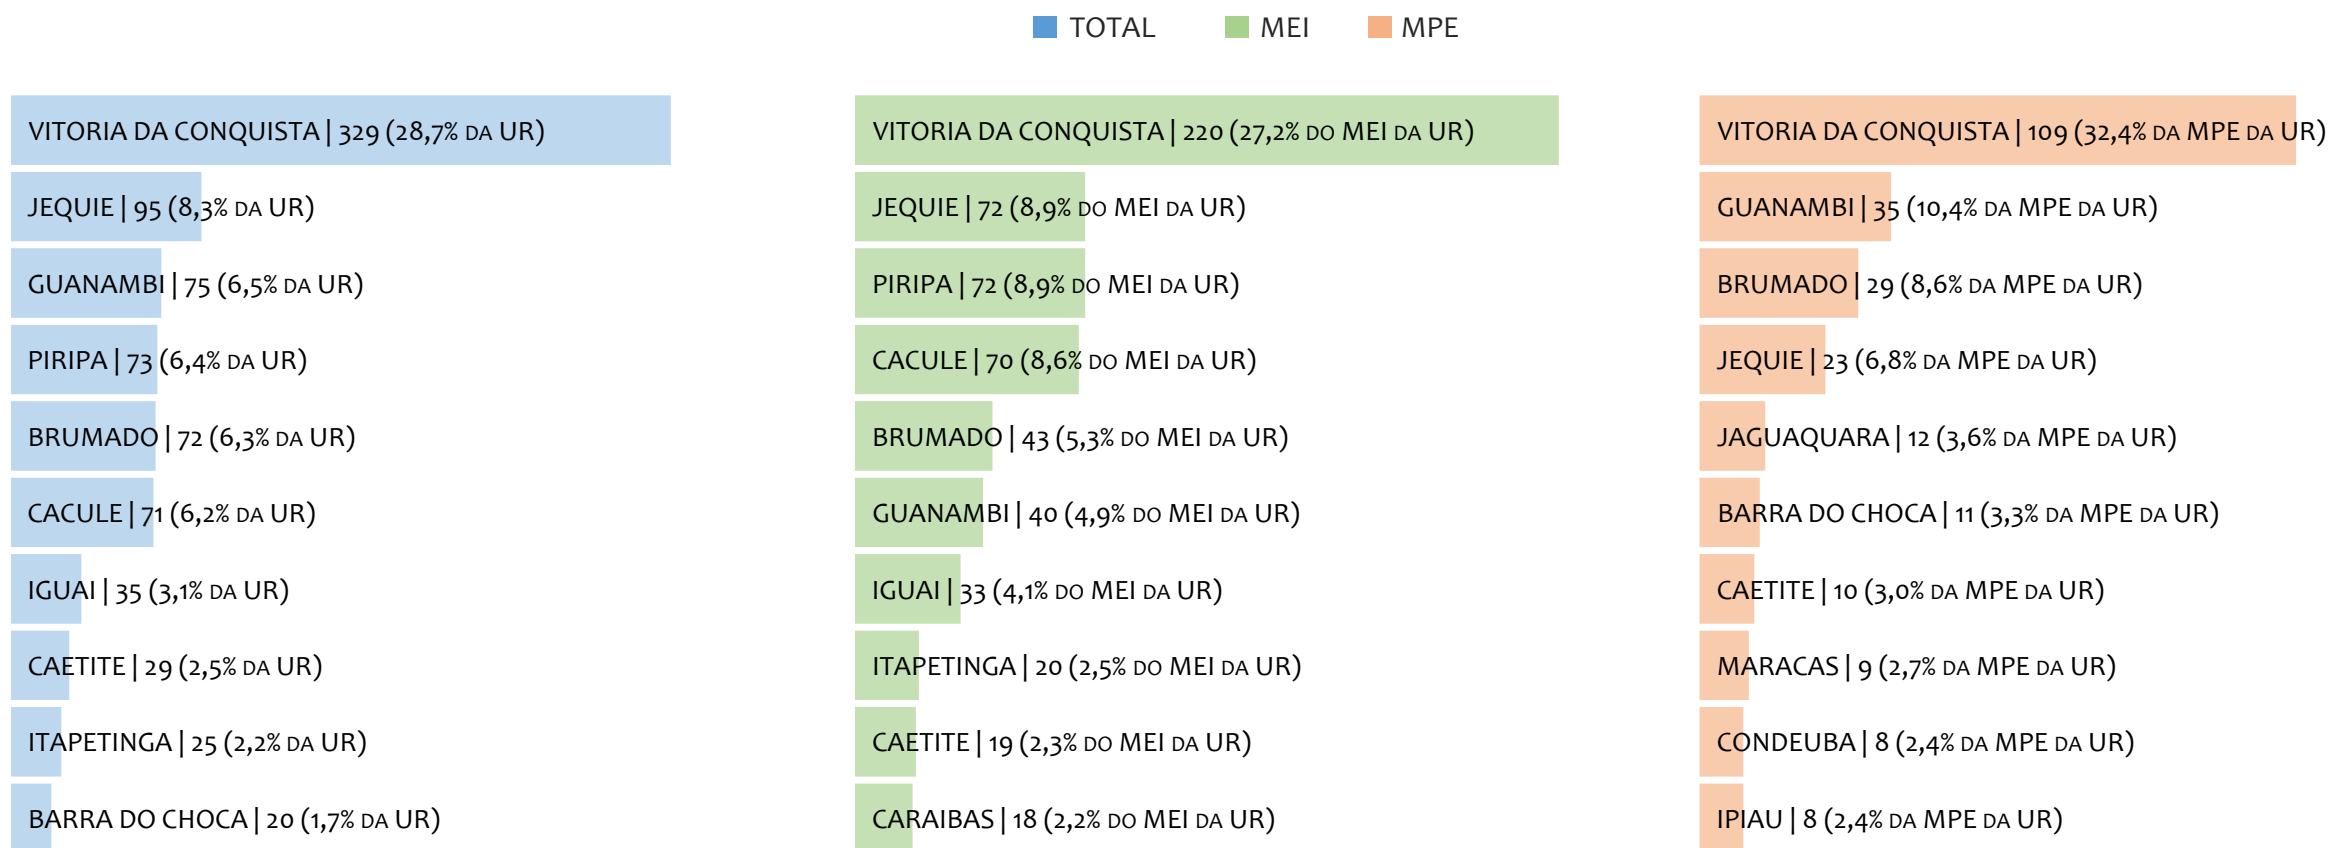 TOTAL MEI MPE
VITORIA DA CONQUISTA | 329 (28,7% DA UR)
JEQUIE | 95 (8,3% DA UR)
GUANAMBI | 75 (6,5% DA UR)
PIRIPA | 73 (6,4% DA UR)
BRUMADO | 72 (6,3% DA UR)
CACULE | 71 (6,2% DA UR)
IGUAI | 35 (3,1% DA UR)
CAETITE | 29 (2,5% DA UR)
ITAPETINGA | 25 (2,2% DA UR)
BARRA DO CHOCA | 20 (1,7% DA UR)
VITORIA DA CONQUISTA | 220 (27,2% DO MEI DA UR)
JEQUIE | 72 (8,9% DO MEI DA UR)
PIRIPA | 72 (8,9% DO MEI DA UR)
CACULE | 70 (8,6% DO MEI DA UR)
BRUMADO | 43 (5,3% DO MEI DA UR)
GUANAMBI | 40 (4,9% DO MEI DA UR)
IGUAI | 33 (4,1% DO MEI DA UR)
ITAPETINGA | 20 (2,5% DO MEI DA UR)
CAETITE | 19 (2,3% DO MEI DA UR)
CARAIBAS | 18 (2,2% DO MEI DA UR)
VITORIA DA CONQUISTA | 109 (32,4% DA MPE DA UR)
GUANAMBI | 35 (10,4% DA MPE DA UR)
BRUMADO | 29 (8,6% DA MPE DA UR)
JEQUIE | 23 (6,8% DA MPE DA UR)
JAGUAQUARA | 12 (3,6% DA MPE DA UR)
BARRA DO CHOCA | 11 (3,3% DA MPE DA UR)
CAETITE | 10 (3,0% DA MPE DA UR)
MARACAS | 9 (2,7% DA MPE DA UR)
CONDEUBA | 8 (2,4% DA MPE DA UR)
IPIAU | 8 (2,4% DA MPE DA UR)